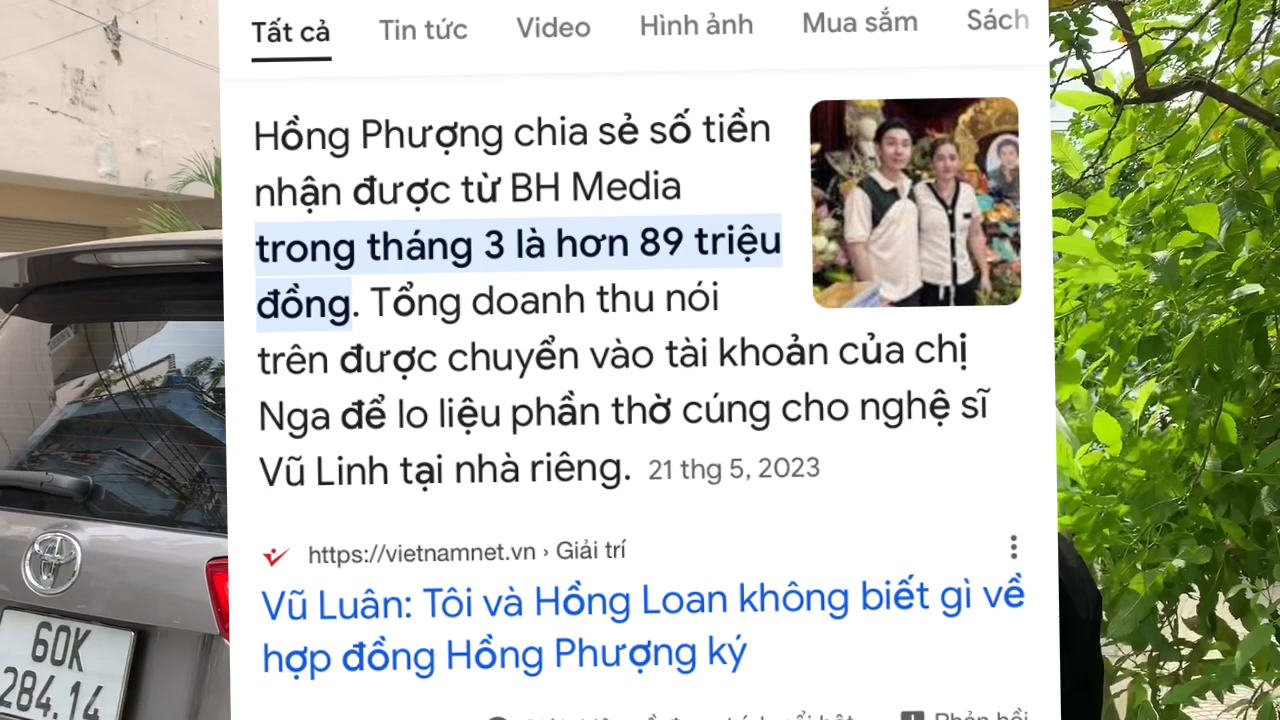 Tất cả Tin tức Video Hình ảnh Mua sắm Sách
Hồng Phượng chia sẻ số tiền
nhận được từ BH Media
trong tháng 3 là hơn 89 triệu
đồng. Tổng doanh thu nói
trên được chuyển vào tài khoản của chị
Nga để lo liệu phần thờ cúng cho nghệ sĩ
Vũ Linh tại nhà riêng. 21 thg 5, 2023
https://vietnamnet.vn › Giải trí
Vũ Luân: Tôi và Hồng Loan không biết gì về
hợp đồng Hồng Phượng ký
Phản hồi
60K
284.14